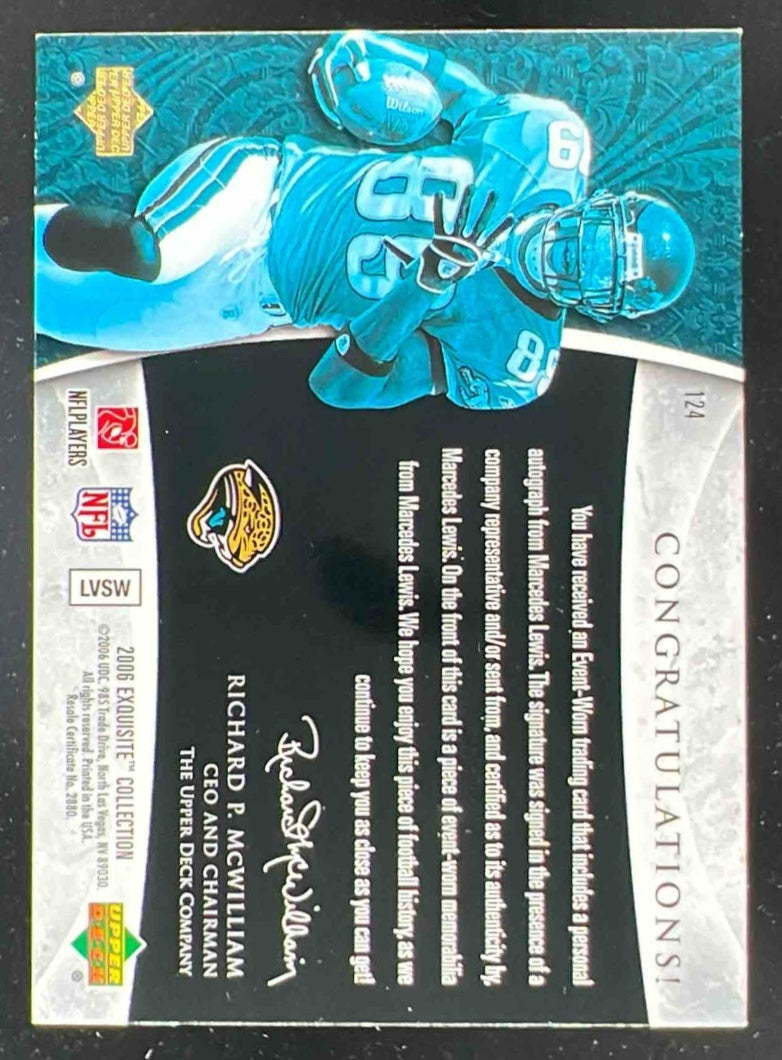 124
CONGRATULATIONS!
You have received an Event-Worn trading card that includes a personal
autograph from Marcedes Lewis. The signature was signed in the presence of a
company representative and/or sent from, and certified as to its authenticity by,
Marcedes Lewis. On the front of this card is a piece of event-worn memorabilia
from Marcedes Lewis. We hope you enjoy this piece of football history, as we
continue to keep you as close as you can get!
Richard P. McWilliam
RICHARD P. MCWILLIAM
CEO AND CHAIRMAN
THE UPPER DECK COMPANY
89
89
Wilson
NFLPLAYERS
NFL
LVSW
2006 EXQUISITE™ COLLECTION
©2006 UDC. 985 Trade Drive, North Las Vegas, NV 89030.
All rights reserved. Printed in the USA.
Resale Certificate No. 2880.
UPPER
DECK
®